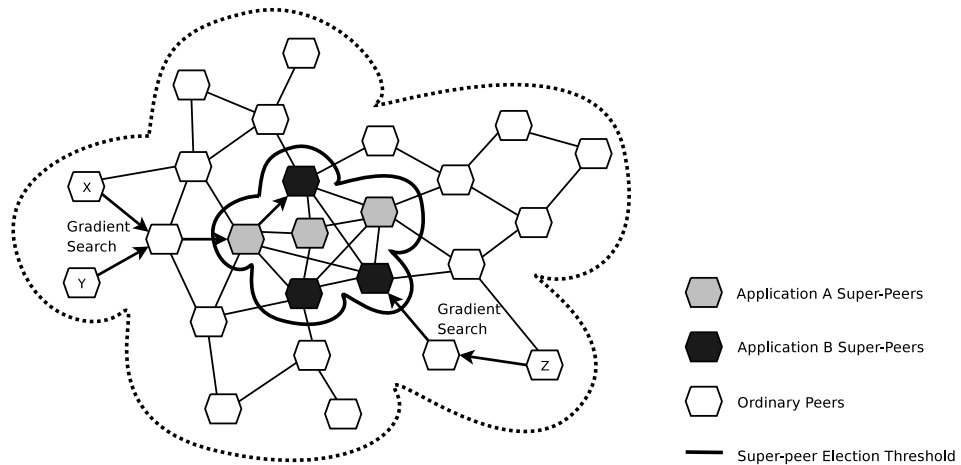 X
Gradient
Search
Y
Gradient
Search
Z
Application A Super-Peers
Application B Super-Peers
Ordinary Peers
Super-peer Election Threshold